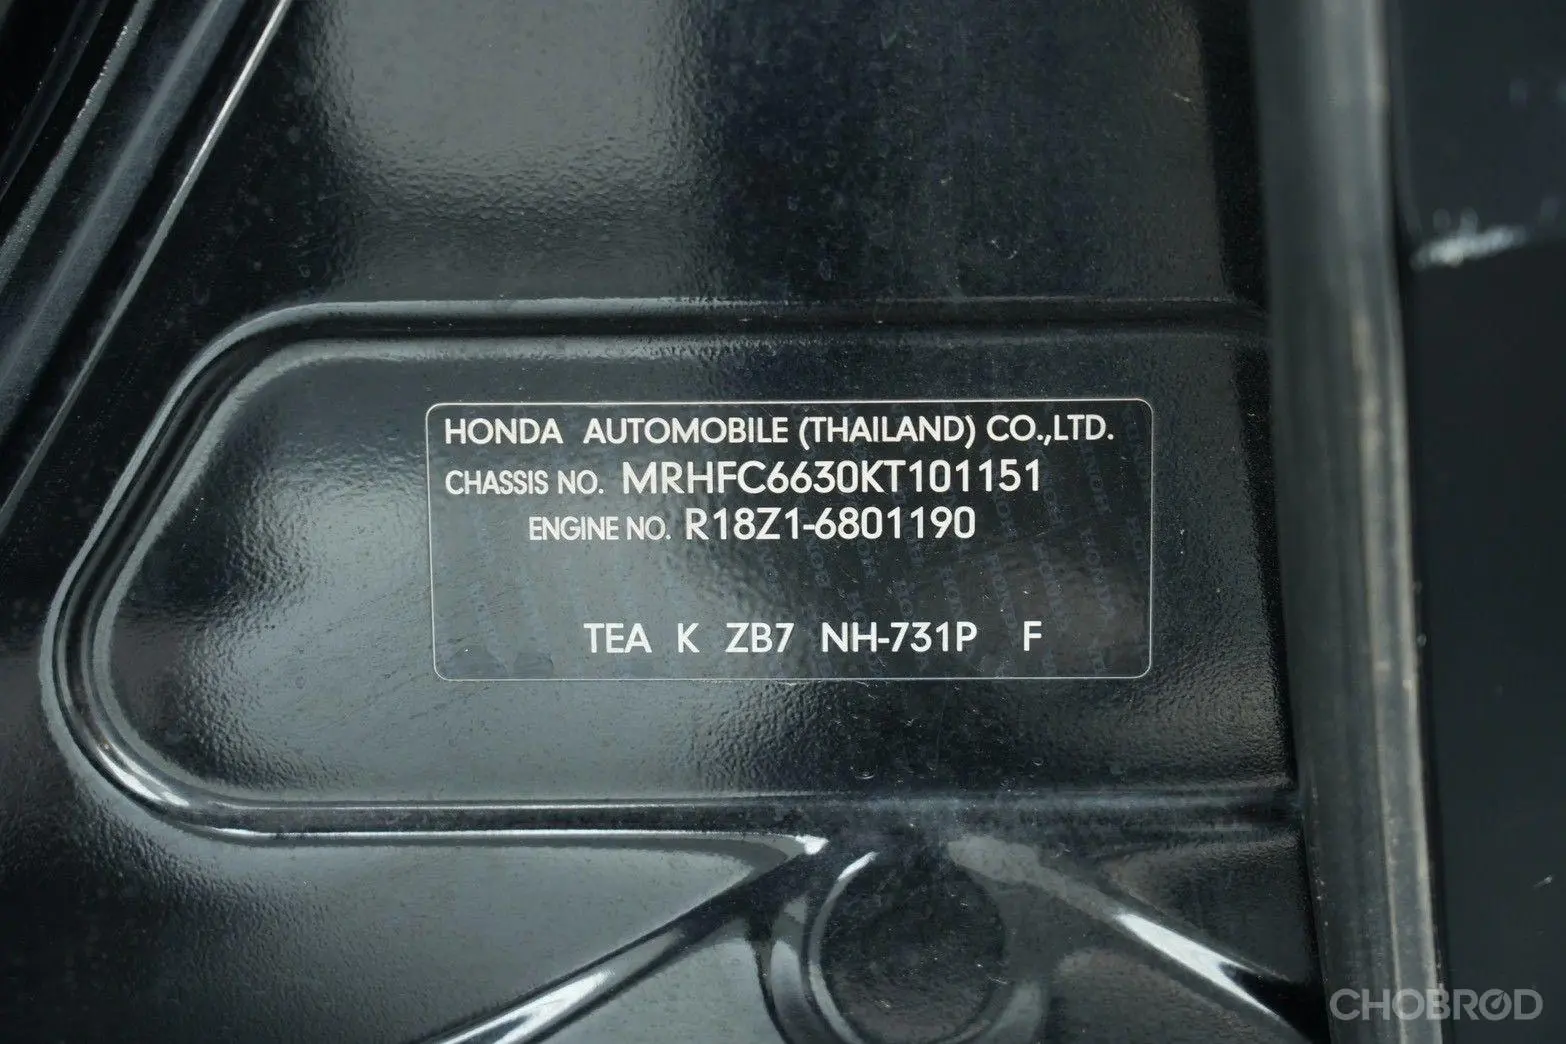 HONDA AUTOMOBILE (THAILAND) CO.,LTD.
CHASSIS NO. MRHFC6630KT101151
ENGINE NO. R18Z1-6801190
TEA K ZB7 NH-731P F
CHOBROD